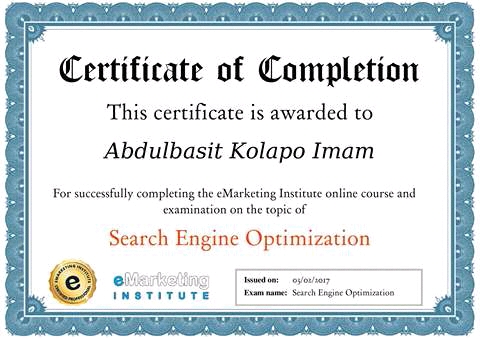 Certificate of Completion
This certificate is awarded to
Abdulbasit Kolapo Imam
For successfully completing the eMarketing Institute online course and
examination on the topic of
Search Engine Optimization
eMarketing
INSTITUTE
Issued on: 03/02/2017
Exam name: Search Engine Optimization
EMARKETING INSTITUTE
e